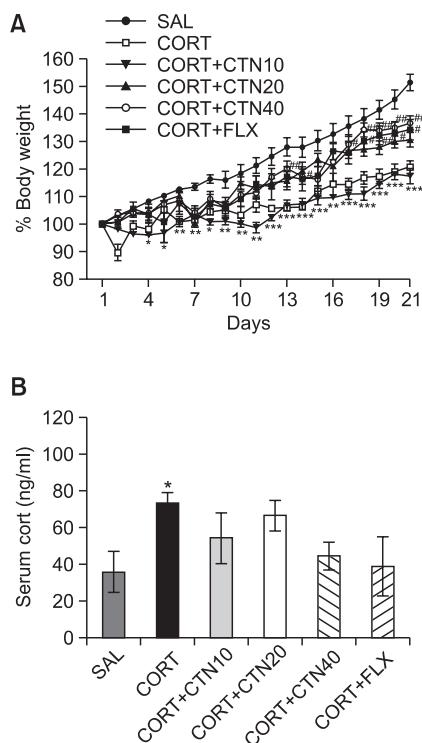 A
SAL
CORT
CORT+CTN10
CORT+CTN20
CORT+CTN40
CORT+FLX
% Body weight
160
150
140
130
120
110
100
90
80
* * ** ** * ** ** ** *** *** *** *** ** *** *** *** *** ***
1 4 7 10 13 16 19 21
Days
B
Serum cort (ng/ml)
120
100
80
60
40
20
0
*
SAL
CORT
CORT+CTN10
CORT+CTN20
CORT+CTN40
CORT+FLX